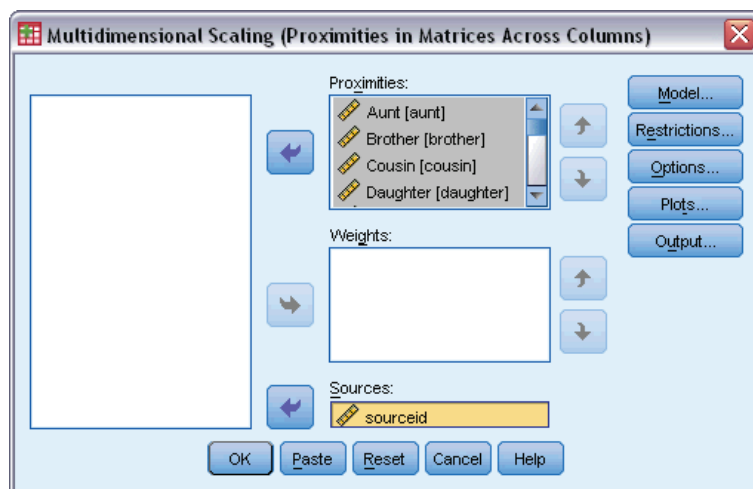 Multidimensional Scaling (Proximities in Matrices Across Columns)
Proximities:
Aunt [aunt]
Brother [brother]
Cousin [cousin]
Daughter [daughter]
Weights:
Sources:
sourceid
Model...
Restrictions...
Options...
Plots...
Output...
OK
Paste
Reset
Cancel
Help